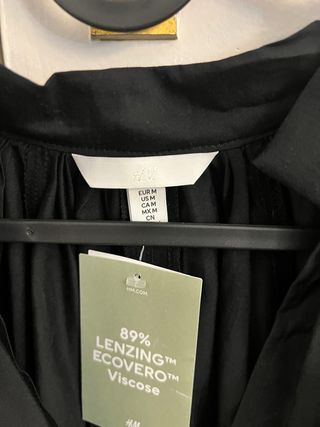 H&M
EUR M
US M
CA M
MX M
CN
HM.COM
89%
LENZING™
ECOVERO™
Viscose
H&M